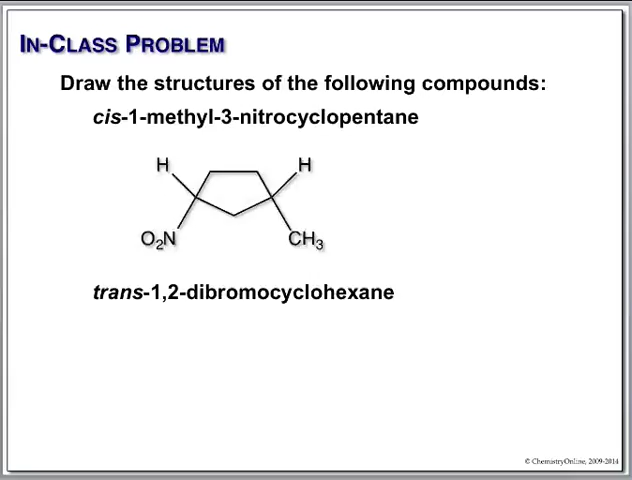 IN-CLASS PROBLEM
Draw the structures of the following compounds:
cis-1-methyl-3-nitrocyclopentane
H H
O₂N CH₃
trans-1,2-dibromocyclohexane
© ChemistryOnline, 2009-2014